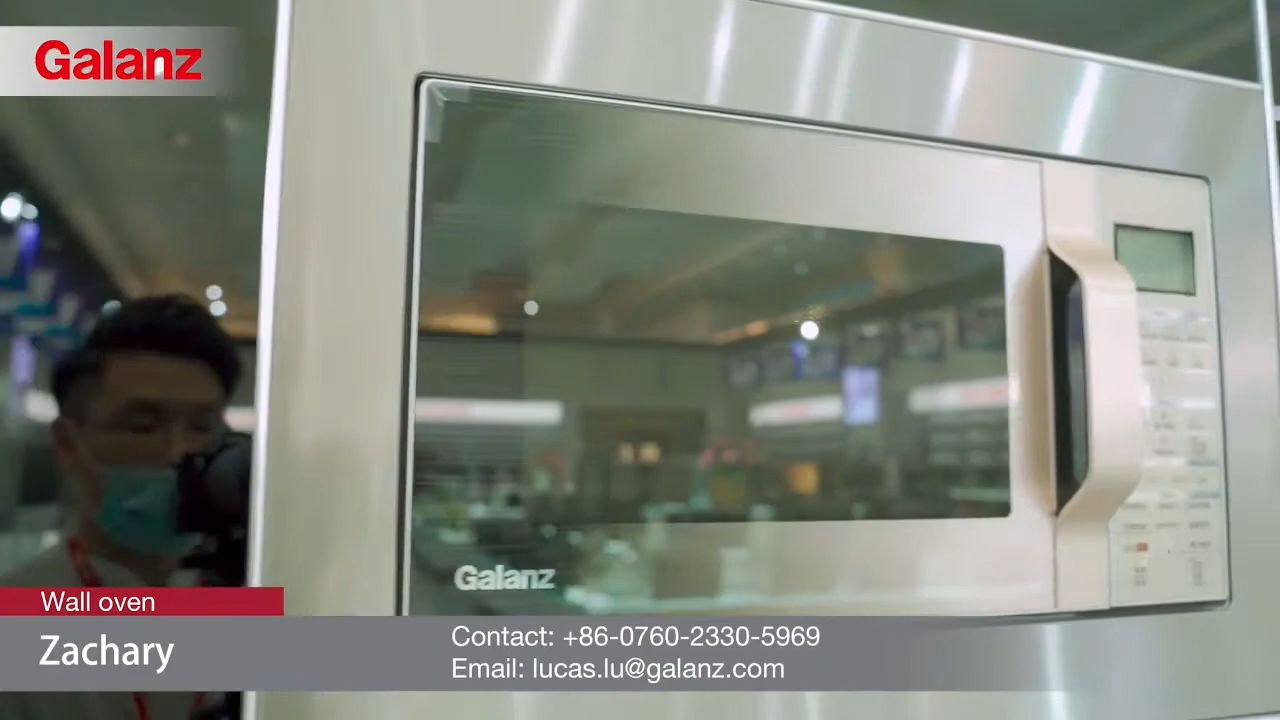 Galanz
Galanz
Wall oven
Zachary
Contact: +86-0760-2330-5969
Email: lucas.lu@galanz.com